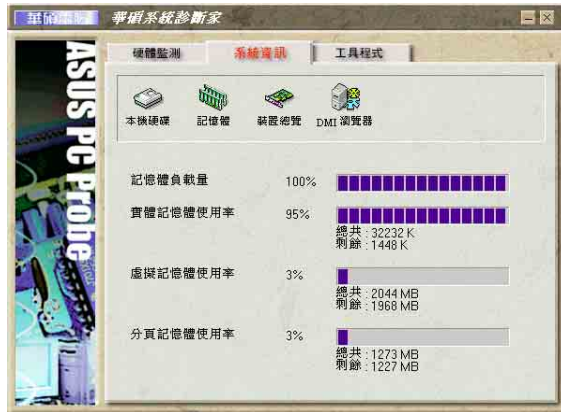 華碩電腦 華碩系統診斷家
ASUS PC Probe
硬體監測 系統資訊 工具程式
本機硬碟 記憶體 裝置總覽 DMI 瀏覽器
記憶體負載量 100%
實體記憶體使用率 95%
總共 : 32232 K
剩餘 : 1448 K
虛擬記憶體使用率 3%
總共 : 2044 MB
剩餘 : 1968 MB
分頁記憶體使用率 3%
總共 : 1273 MB
剩餘 : 1227 MB